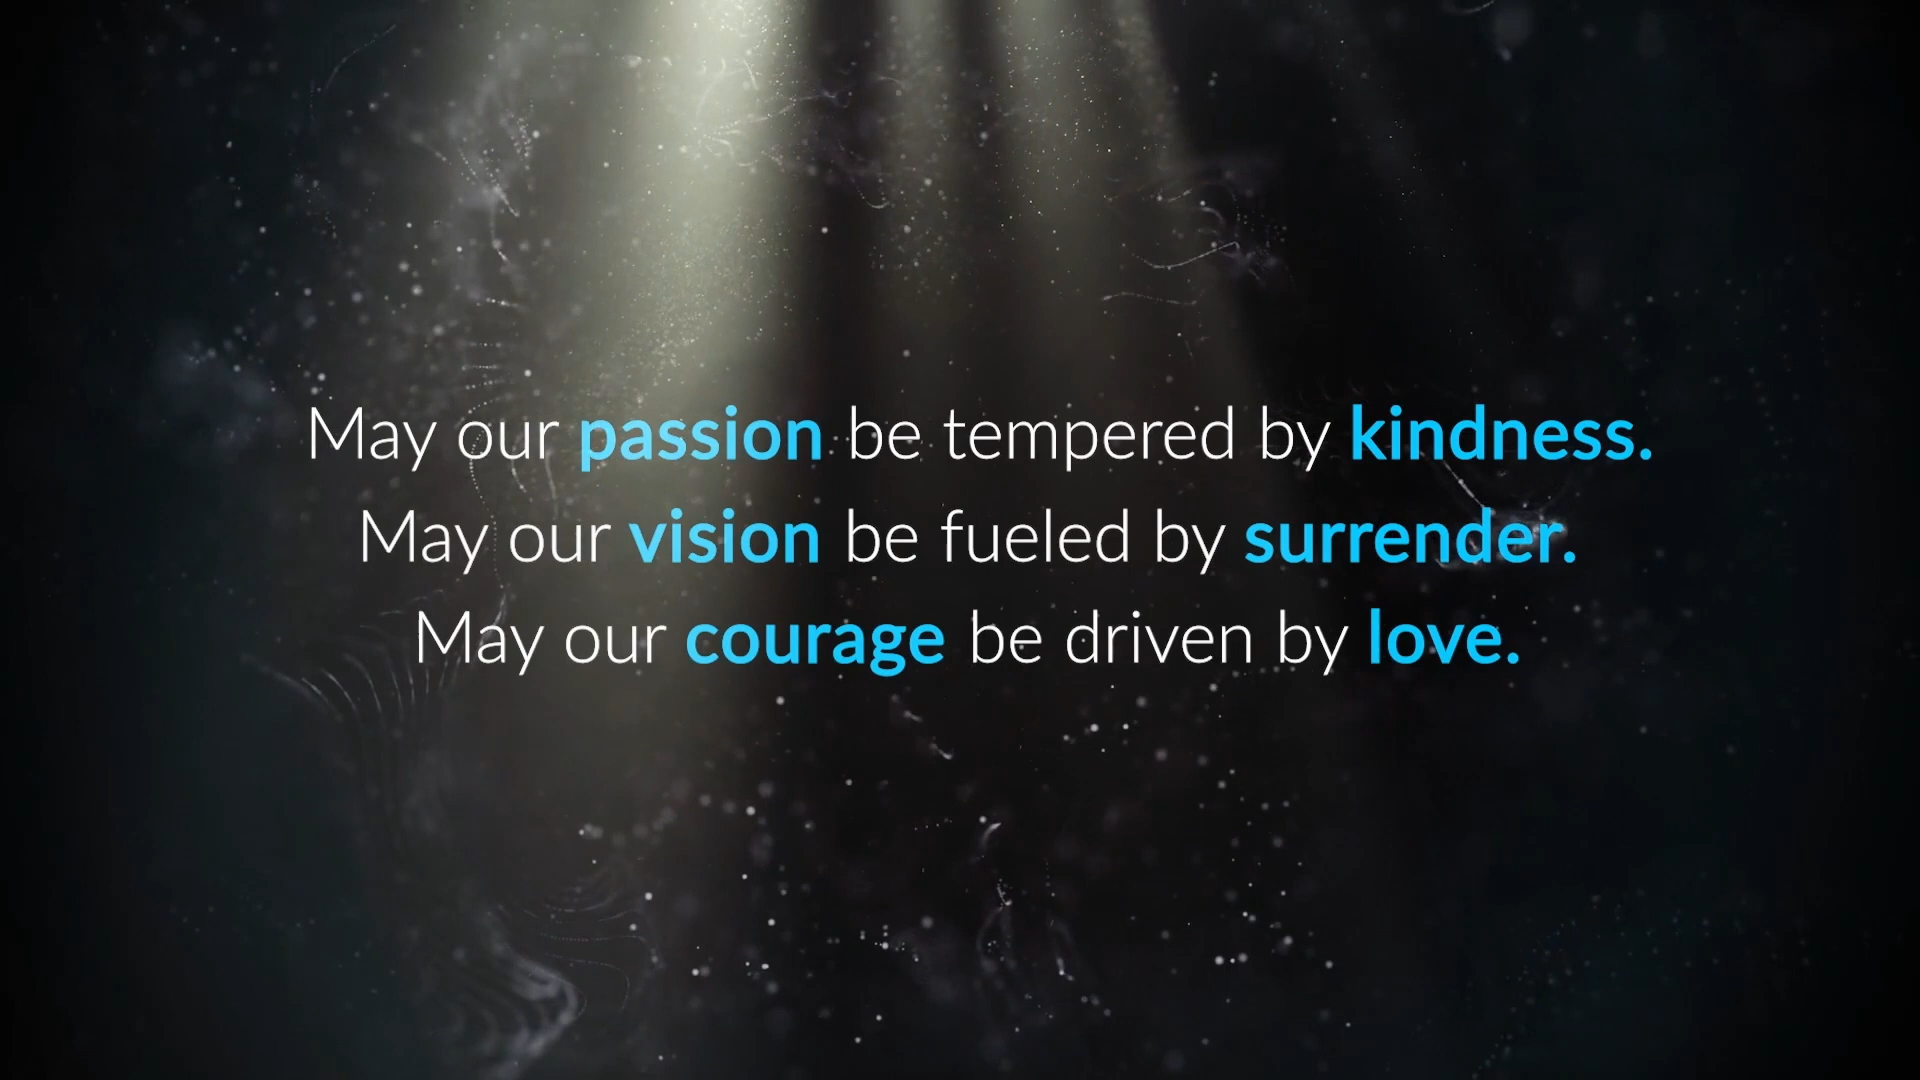 May our passion be tempered by kindness.
May our vision be fueled by surrender.
May our courage be driven by love.